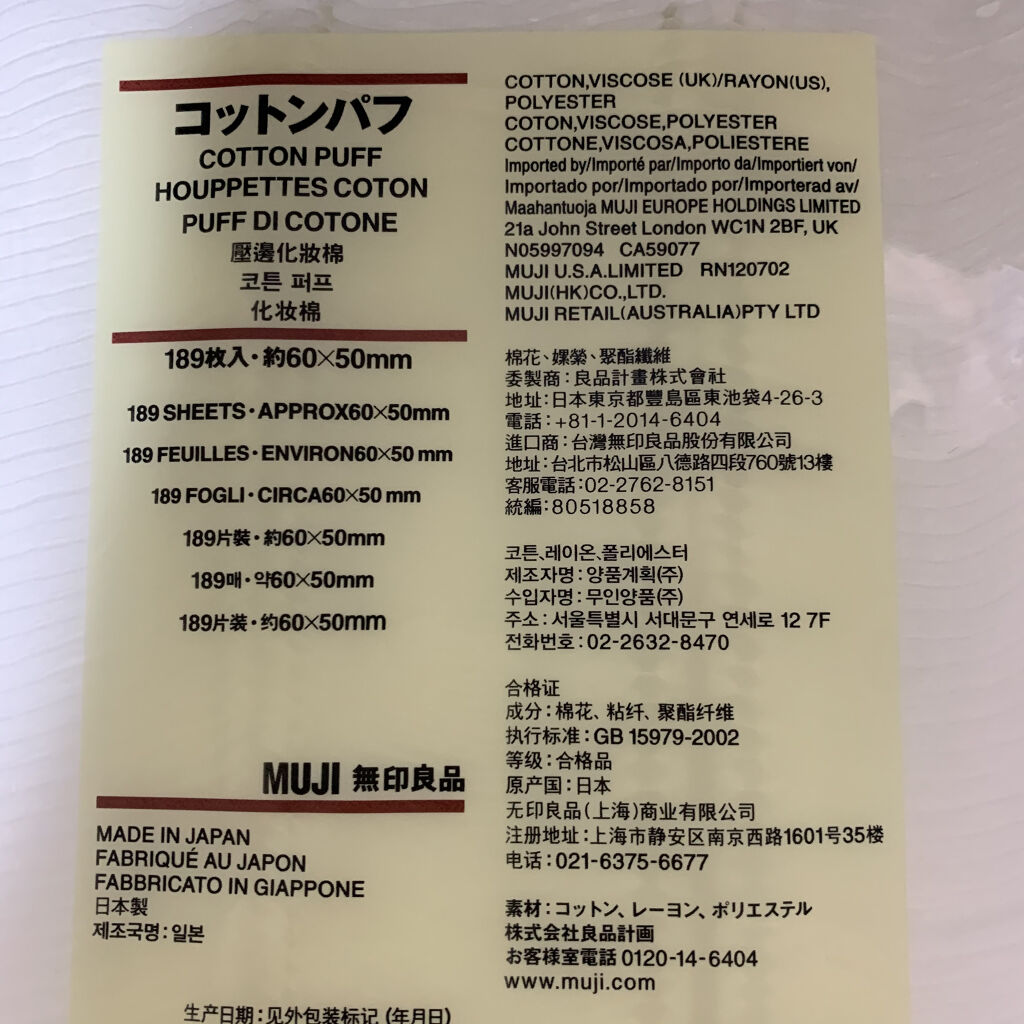 コットンパフ
COTTON PUFF
HOUPPETTES COTON
PUFF DI COTONE
壓邊化妝棉
코튼 퍼프
化妆棉
189枚入・約60×50mm
189 SHEETS・APPROX60×50mm
189 FEUILLES・ENVIRON60×50 mm
189 FOGLI・CIRCA60×50 mm
189片裝・約60×50mm
189매・약60×50mm
189片装・约60×50mm
MUJI 無印良品
MADE IN JAPAN
FABRIQUÉ AU JAPON
FABBRICATO IN GIAPPONE
日本製
제조국명:일본
生产日期:见外包装标记 (年月日)
COTTON,VISCOSE (UK)/RAYON(US),
POLYESTER
COTON,VISCOSE,POLYESTER
COTTONE,VISCOSA,POLIESTERE
Imported by/Importé par/Importo da/Importiert von/
Importado por/Importado por/Importerad av/
Maahantuoja MUJI EUROPE HOLDINGS LIMITED
21a John Street London WC1N 2BF, UK
N05997094 CA59077
MUJI U.S.A.LIMITED RN120702
MUJI(HK)CO.,LTD.
MUJI RETAIL(AUSTRALIA)PTY LTD
棉花、嫘縈、聚酯纖維
委製商:良品計畫株式會社
地址:日本東京都豐島區東池袋4-26-3
電話:+81-1-2014-6404
進口商:台灣無印良品股份有限公司
地址:台北市松山區八德路四段760號13樓
客服電話:02-2762-8151
統編:80518858
코튼、레이온、폴리에스터
제조자명:양품계획(주)
수입자명:무인양품(주)
주소:서울특별시 서대문구 연세로 12 7F
전화번호:02-2632-8470
合格证
成分:棉花、粘纤、聚酯纤维
执行标准:GB 15979-2002
等级:合格品
原产国:日本
无印良品(上海)商业有限公司
注册地址:上海市静安区南京西路1601号35楼
电话:021-6375-6677
素材:コットン、レーヨン、ポリエステル
株式会社良品計画
お客様室電話 0120-14-6404
www.muji.com